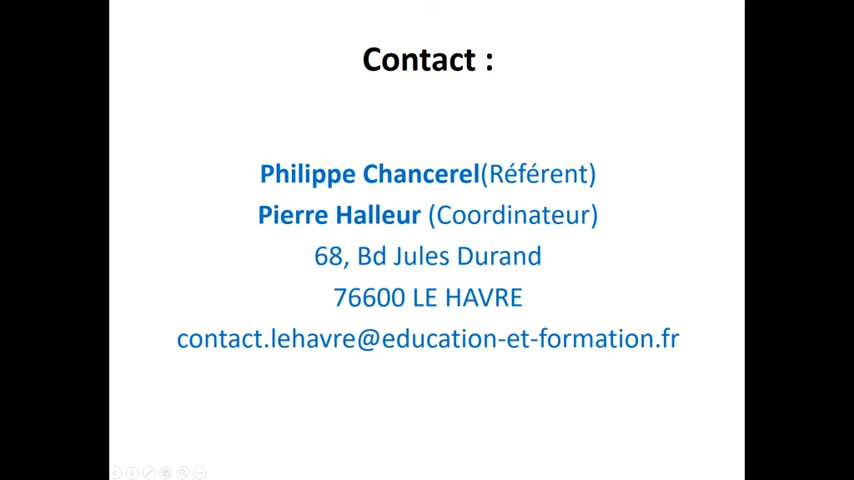 Contact :
Philippe Chancerel(Référent)
Pierre Halleur (Coordinateur)
68, Bd Jules Durand
76600 LE HAVRE
contact.lehavre@education-et-formation.fr